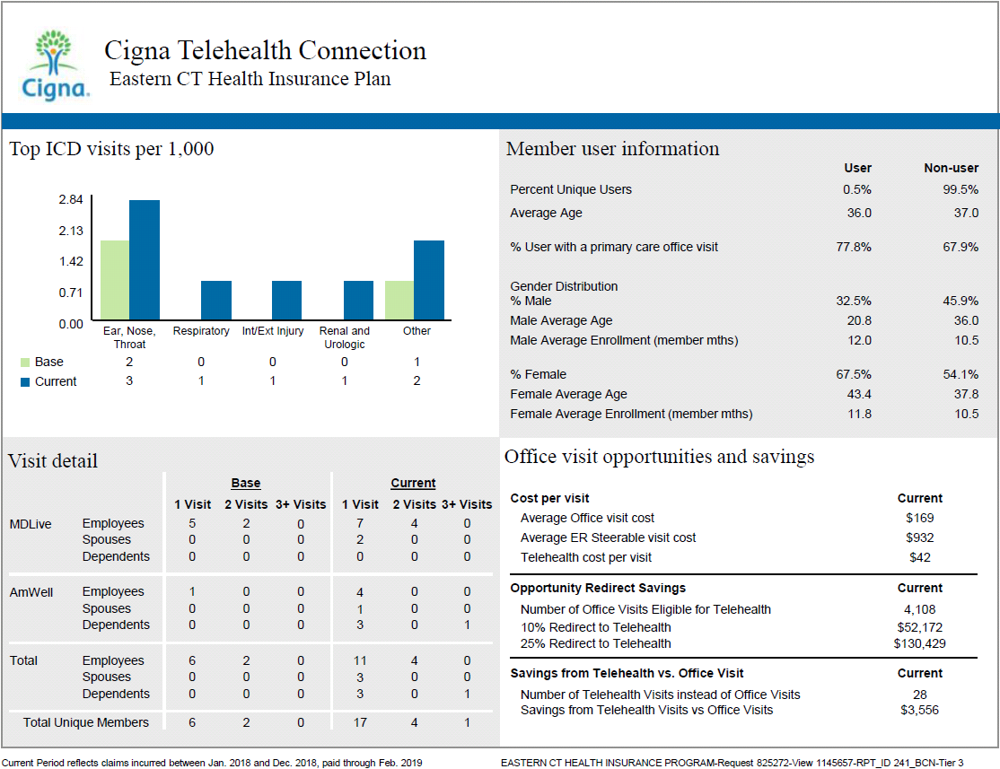 Cigna®
Cigna Telehealth Connection
Eastern CT Health Insurance Plan
Top ICD visits per 1,000
2.84
2.13
1.42
0.71
0.00
Ear, Nose, Throat Respiratory Int/Ext Injury Renal and Urologic Other
Base 2 0 0 0 1
Current 3 1 1 1 2
Member user information
User Non-user
Percent Unique Users 0.5% 99.5%
Average Age 36.0 37.0
% User with a primary care office visit 77.8% 67.9%
Gender Distribution
% Male 32.5% 45.9%
Male Average Age 20.8 36.0
Male Average Enrollment (member mths) 12.0 10.5
% Female 67.5% 54.1%
Female Average Age 43.4 37.8
Female Average Enrollment (member mths) 11.8 10.5
Visit detail
Base Current
1 Visit 2 Visits 3+ Visits 1 Visit 2 Visits 3+ Visits
MDLive Employees 5 2 0 7 4 0
Spouses 0 0 0 2 0 0
Dependents 0 0 0 0 0 0
AmWell Employees 1 0 0 4 0 0
Spouses 0 0 0 1 0 0
Dependents 0 0 0 3 0 1
Total Employees 6 2 0 11 4 0
Spouses 0 0 0 3 0 0
Dependents 0 0 0 3 0 1
Total Unique Members 6 2 0 17 4 1
Office visit opportunities and savings
Cost per visit Current
Average Office visit cost $169
Average ER Steerable visit cost $932
Telehealth cost per visit $42
Opportunity Redirect Savings Current
Number of Office Visits Eligible for Telehealth 4,108
10% Redirect to Telehealth $52,172
25% Redirect to Telehealth $130,429
Savings from Telehealth vs. Office Visit Current
Number of Telehealth Visits instead of Office Visits 28
Savings from Telehealth Visits vs Office Visits $3,556
Current Period reflects claims incurred between Jan. 2018 and Dec. 2018, paid through Feb. 2019
EASTERN CT HEALTH INSURANCE PROGRAM-Request 825272-View 1145657-RPT_ID 241_BCN-Tier 3